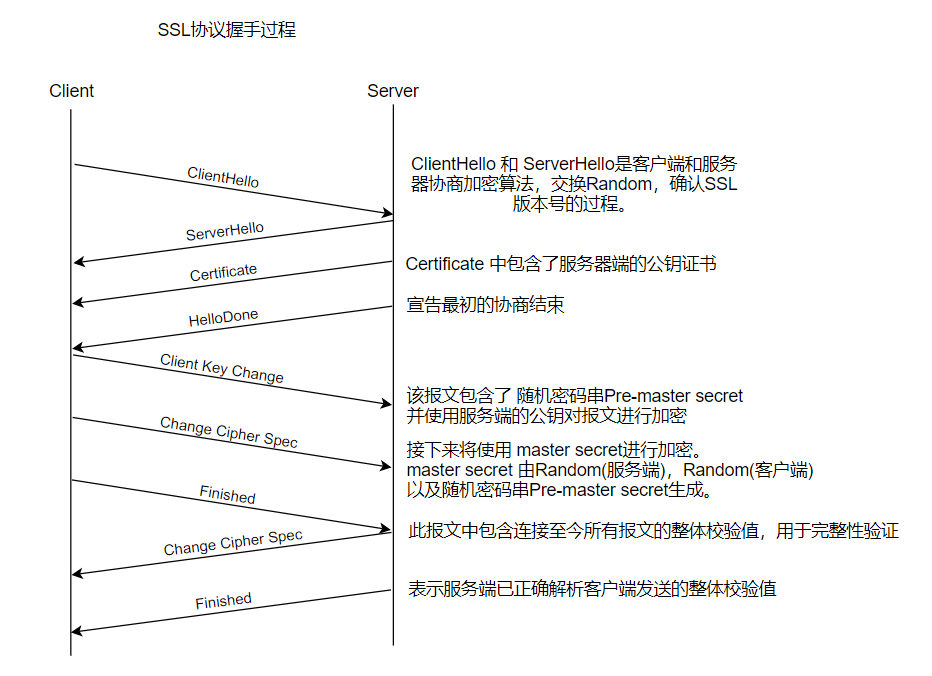 SSL协议握手过程
Client
Server
ClientHello
ClientHello 和 ServerHello是客户端和服务
器协商加密算法，交换Random，确认SSL
版本号的过程。
ServerHello
Certificate
Certificate 中包含了服务器端的公钥证书
HelloDone
宣告最初的协商结束
Client Key Change
该报文包含了 随机密码串Pre-master secret
并使用服务端的公钥对报文进行加密
Change Cipher Spec
接下来将使用 master secret进行加密。
master secret 由Random(服务端)，Random(客户端)
以及随机密码串Pre-master secret生成。
Finished
此报文中包含连接至今所有报文的整体校验值，用于完整性验证
Change Cipher Spec
Finished
表示服务端已正确解析客户端发送的整体校验值